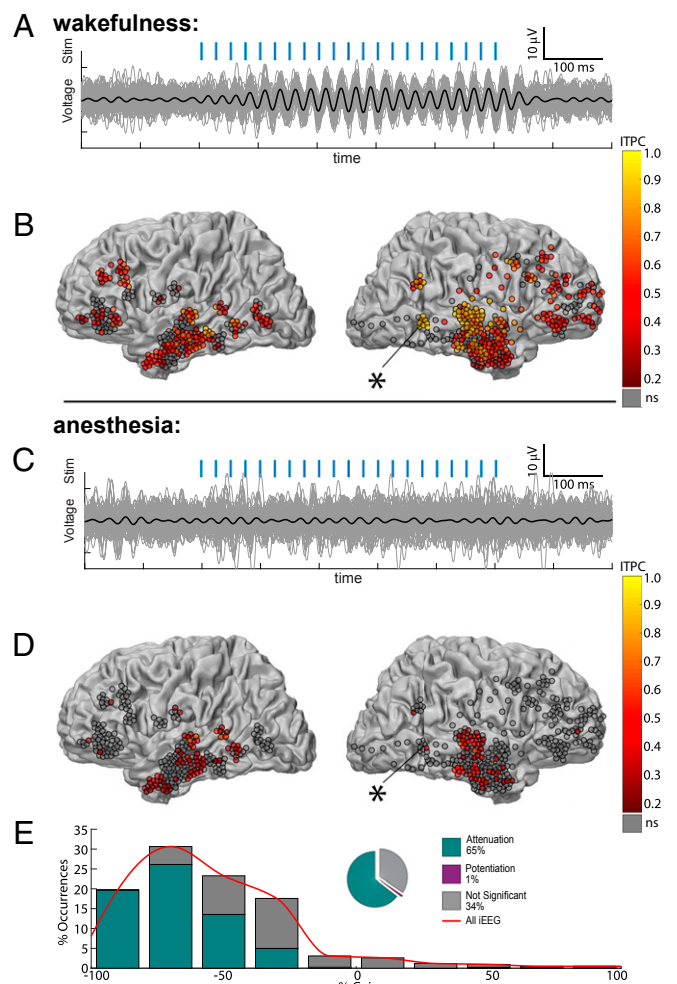 A wakefulness:
Stim
Voltage
10 µV
100 ms
time
ITPC
1.0
0.9
0.8
0.7
0.6
0.5
0.4
0.3
0.2
ns
B
*
anesthesia:
C
Stim
Voltage
10 µV
100 ms
time
ITPC
1.0
0.9
0.8
0.7
0.6
0.5
0.4
0.3
0.2
ns
D
*
E
% Occurrences
35
30
25
20
15
10
5
0
-100 -50 0 50 100
Attenuation
65%
Potentiation
1%
Not Significant
34%
All iEEG